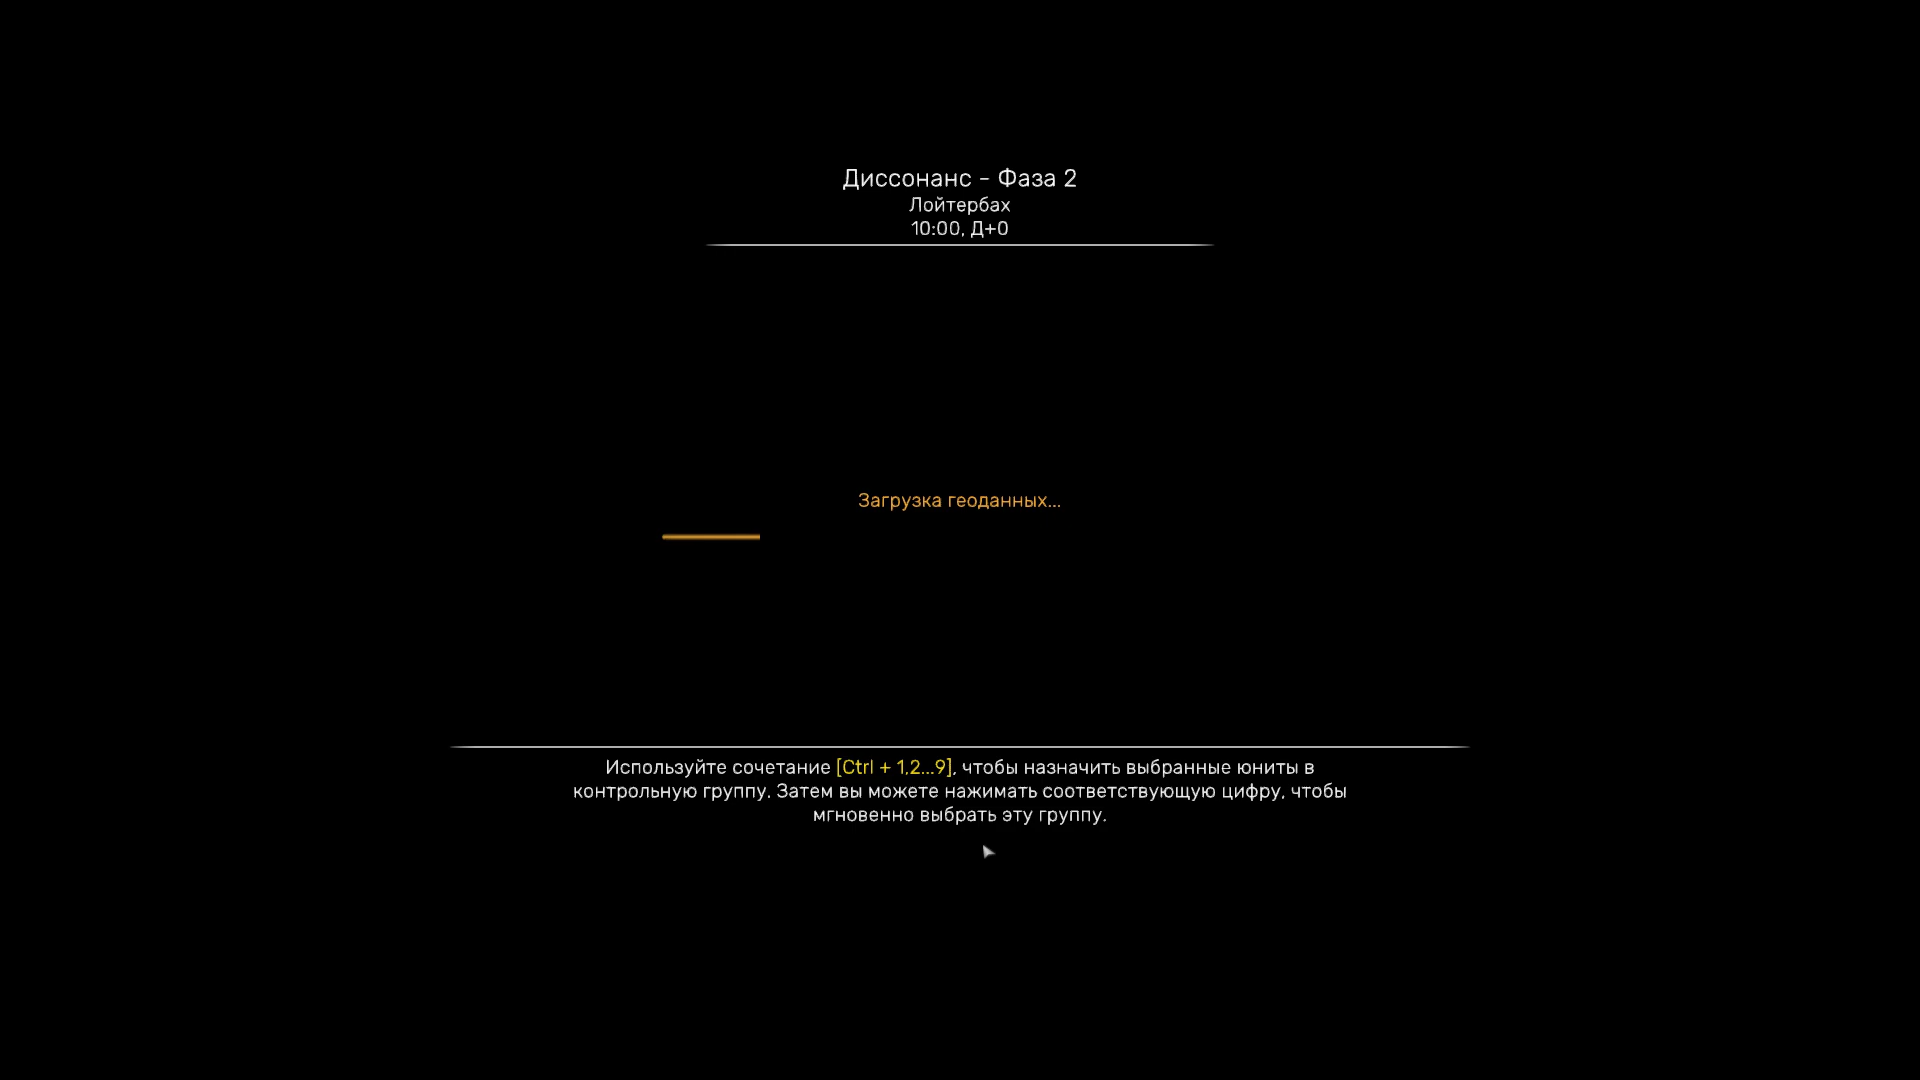 Диссонанс - Фаза 2
Лойтербах
10:00, Д+0
Загрузка геоданных...
Используйте сочетание [Ctrl + 1,2...9], чтобы назначить выбранные юниты в
контрольную группу. Затем вы можете нажимать соответствующую цифру, чтобы
мгновенно выбрать эту группу.